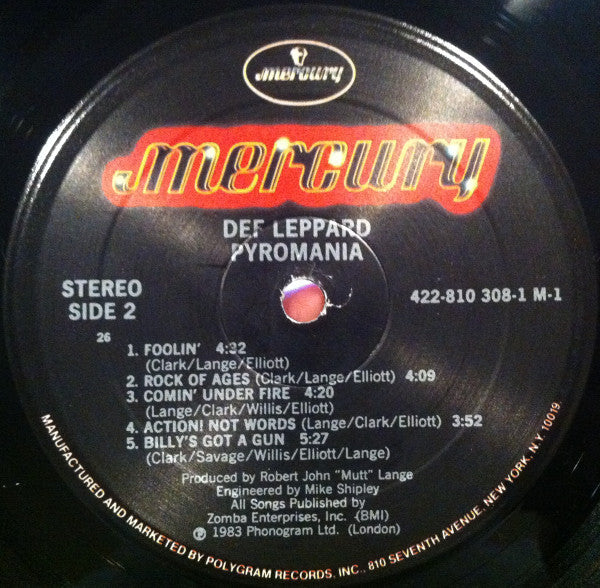 mercury
mercury
DEF LEPPARD
PYROMANIA
STEREO
SIDE 2
422-810 308-1 M-1
26
1. FOOLIN' 4:32
(Clark/Lange/Elliott)
2. ROCK OF AGES (Clark/Lange/Elliott) 4:09
3. COMIN' UNDER FIRE 4:20
(Lange/Clark/Willis/Elliott)
4. ACTION! NOT WORDS (Lange/Clark/Elliott) 3:52
5. BILLY'S GOT A GUN 5:27
(Clark/Savage/Willis/Elliott/Lange)
Produced by Robert John "Mutt" Lange
Engineered by Mike Shipley
All Songs Published by
Zomba Enterprises, Inc. (BMI)
℗ 1983 Phonogram Ltd. (London)
MANUFACTURED AND MARKETED BY POLYGRAM RECORDS, INC., 810 SEVENTH AVENUE, NEW YORK, N.Y. 10019.